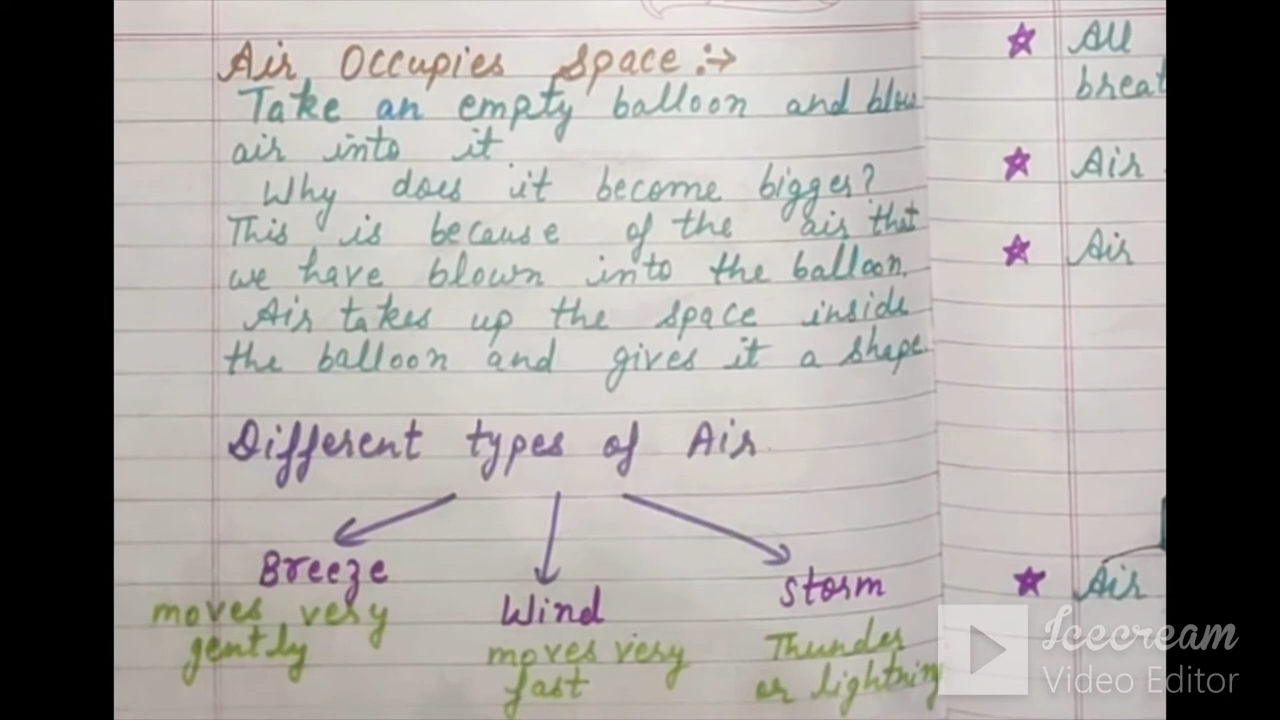 Air Occupies Space :→
Take an empty balloon and blow
air into it
Why does it become bigger?
This is because of the air that
we have blown into the balloon.
Air takes up the space inside
the balloon and gives it a shape.
Different types of Air
Breeze
moves very
gently
Wind
moves very
fast
Storm
Thunder
or lightning
All
breat
Air
Air
Air
Icecream
Video Editor